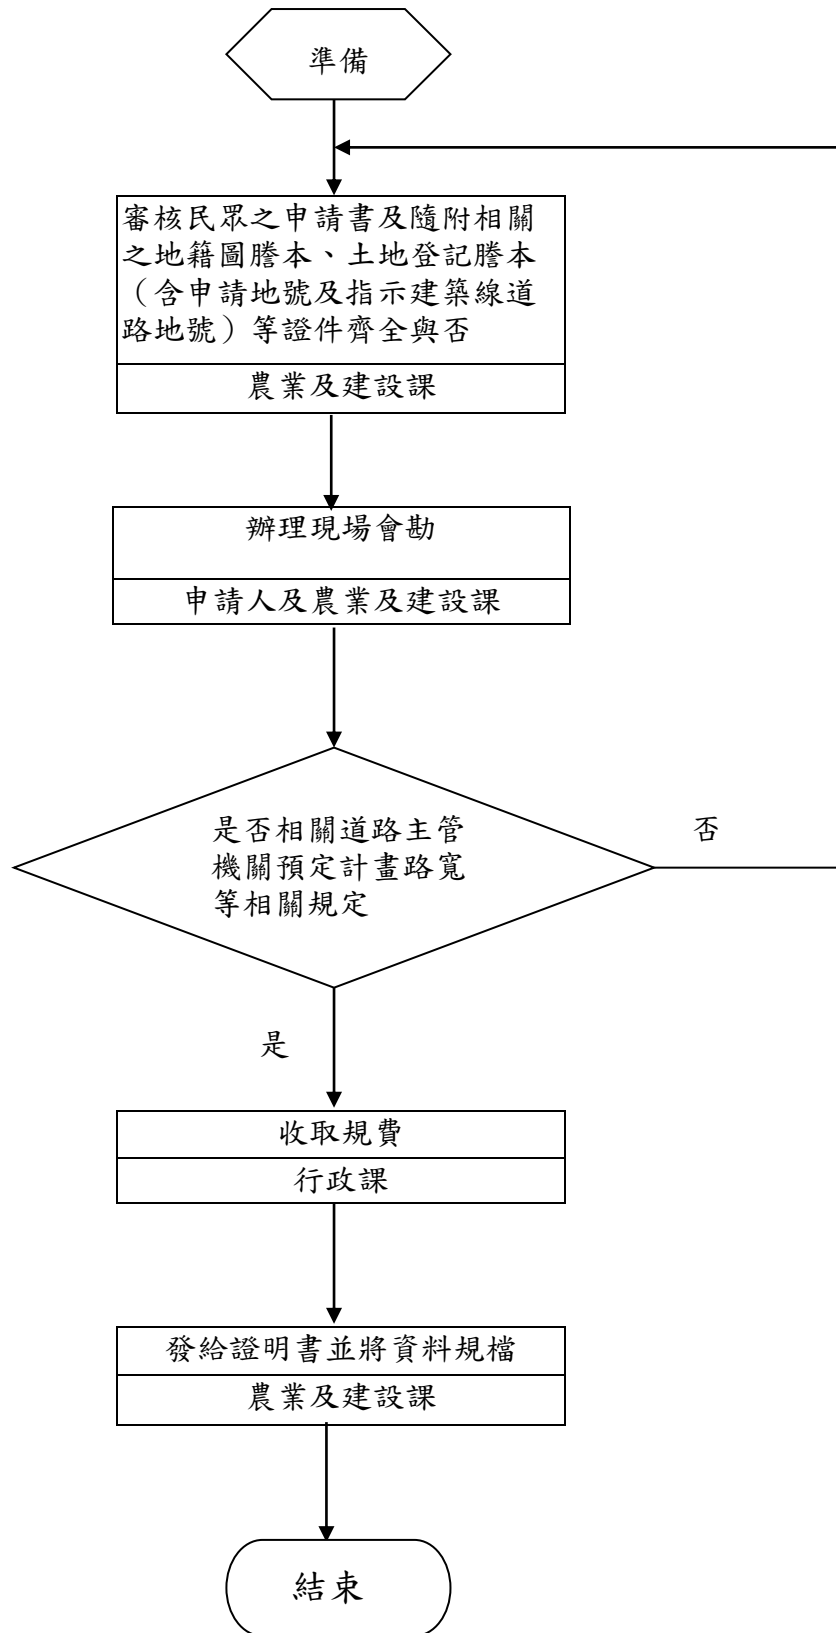 準備
審核民眾之申請書及隨附相關
之地籍圖謄本、土地登記謄本
（含申請地號及指示建築線道
路地號）等證件齊全與否
農業及建設課
辦理現場會勘
申請人及農業及建設課
是否相關道路主管
機關預定計畫路寬
等相關規定
否
是
收取規費
行政課
發給證明書並將資料規檔
農業及建設課
結束